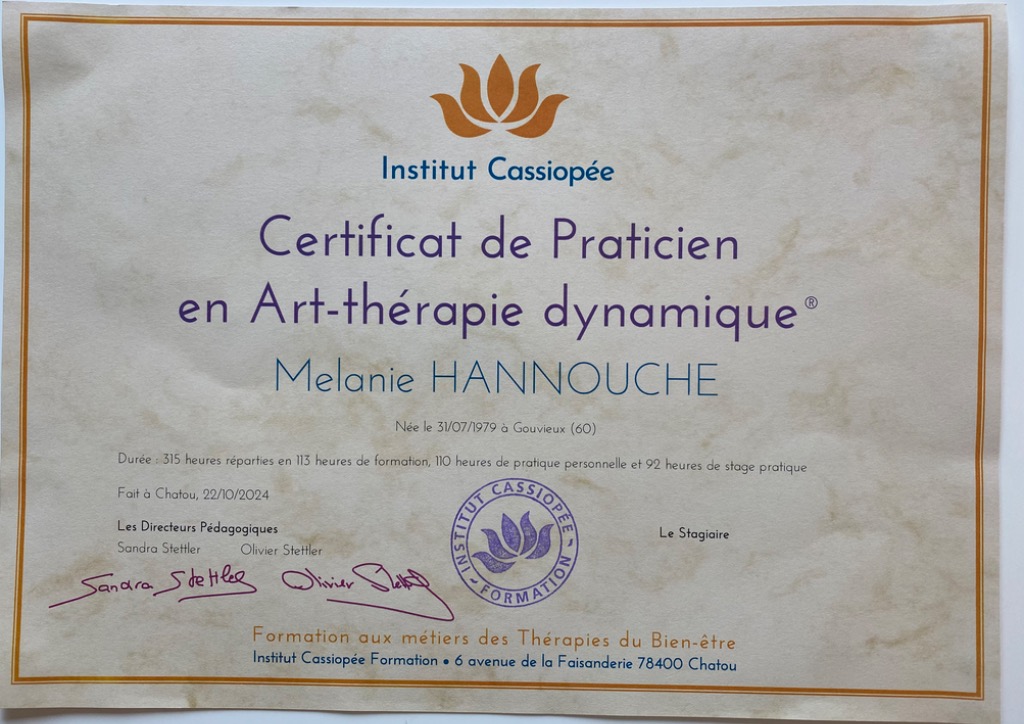 Institut Cassiopée
Certificat de Praticien
en Art-thérapie dynamique®
Melanie HANNOUCHE
Née le 31/07/1979 à Gouvieux (60)
Durée : 315 heures réparties en 113 heures de formation, 110 heures de pratique personnelle et 92 heures de stage pratique
Fait à Chatou, 22/10/2024
Les Directeurs Pédagogiques
Sandra Stettler Olivier Stettler
Sandra Stettler Olivier Stettler
INSTITUT CASSIOPÉE
- FORMATION -
Le Stagiaire
Formation aux métiers des Thérapies du Bien-être
Institut Cassiopée Formation • 6 avenue de la Faisanderie 78400 Chatou